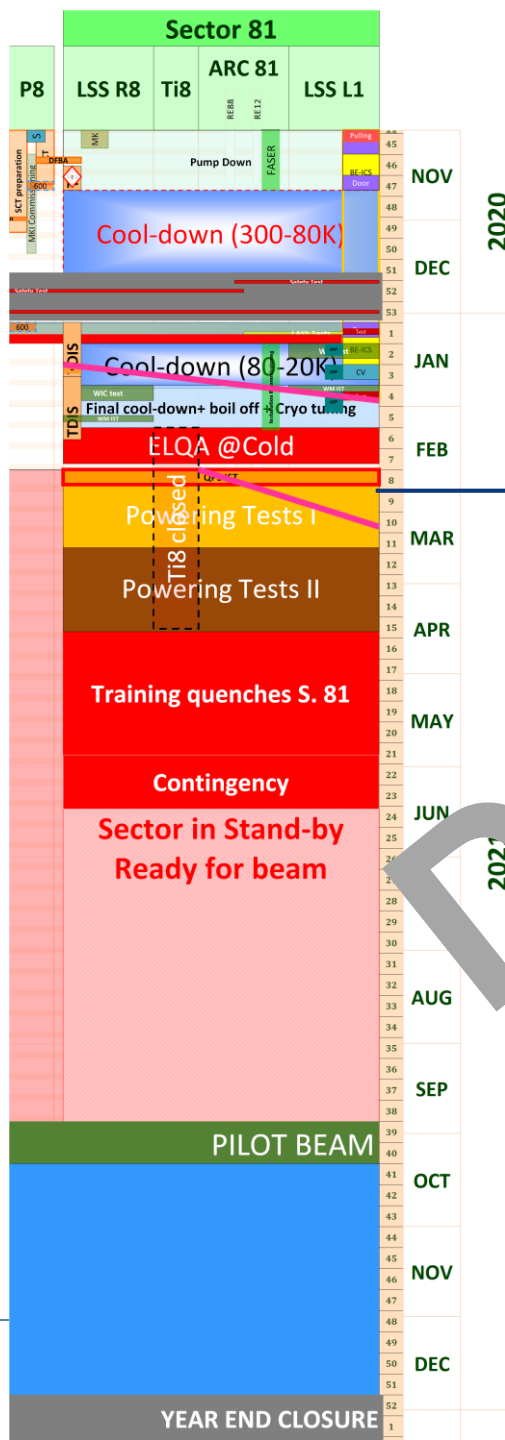 Sector 81
P8
LSS R8
Ti8
ARC 81
LSS L1
RE88
RE12
SCT preparation
S
MKI Commissioning
DFBA
600
MK
Pump Down
FASER
Pulling
BE-ICS
Door
45
46
47
48
49
50
51
52
53
NOV
DEC
2020
Cool-down (300-80K)
Safety Test
Safety Test
600
TDIS
Cool-down (80-20K)
BE-ICS
CV
WIC test
WM IST
WM IST
Final cool-down+ boil off + Cryo tuning
ELQA @Cold
Ti8 closed
Powering Tests I
Powering Tests II
Training quenches S. 81
Contingency
Sector in Stand-by
Ready for beam
PILOT BEAM
YEAR END CLOSURE
1
2
3
4
5
6
7
8
9
10
11
12
13
14
15
16
17
18
19
20
21
22
23
24
25
26
28
29
30
31
32
33
34
35
36
37
38
39
40
41
42
43
44
45
46
47
48
49
50
51
52
1
JAN
FEB
MAR
APR
MAY
JUN
AUG
SEP
OCT
NOV
DEC
2021